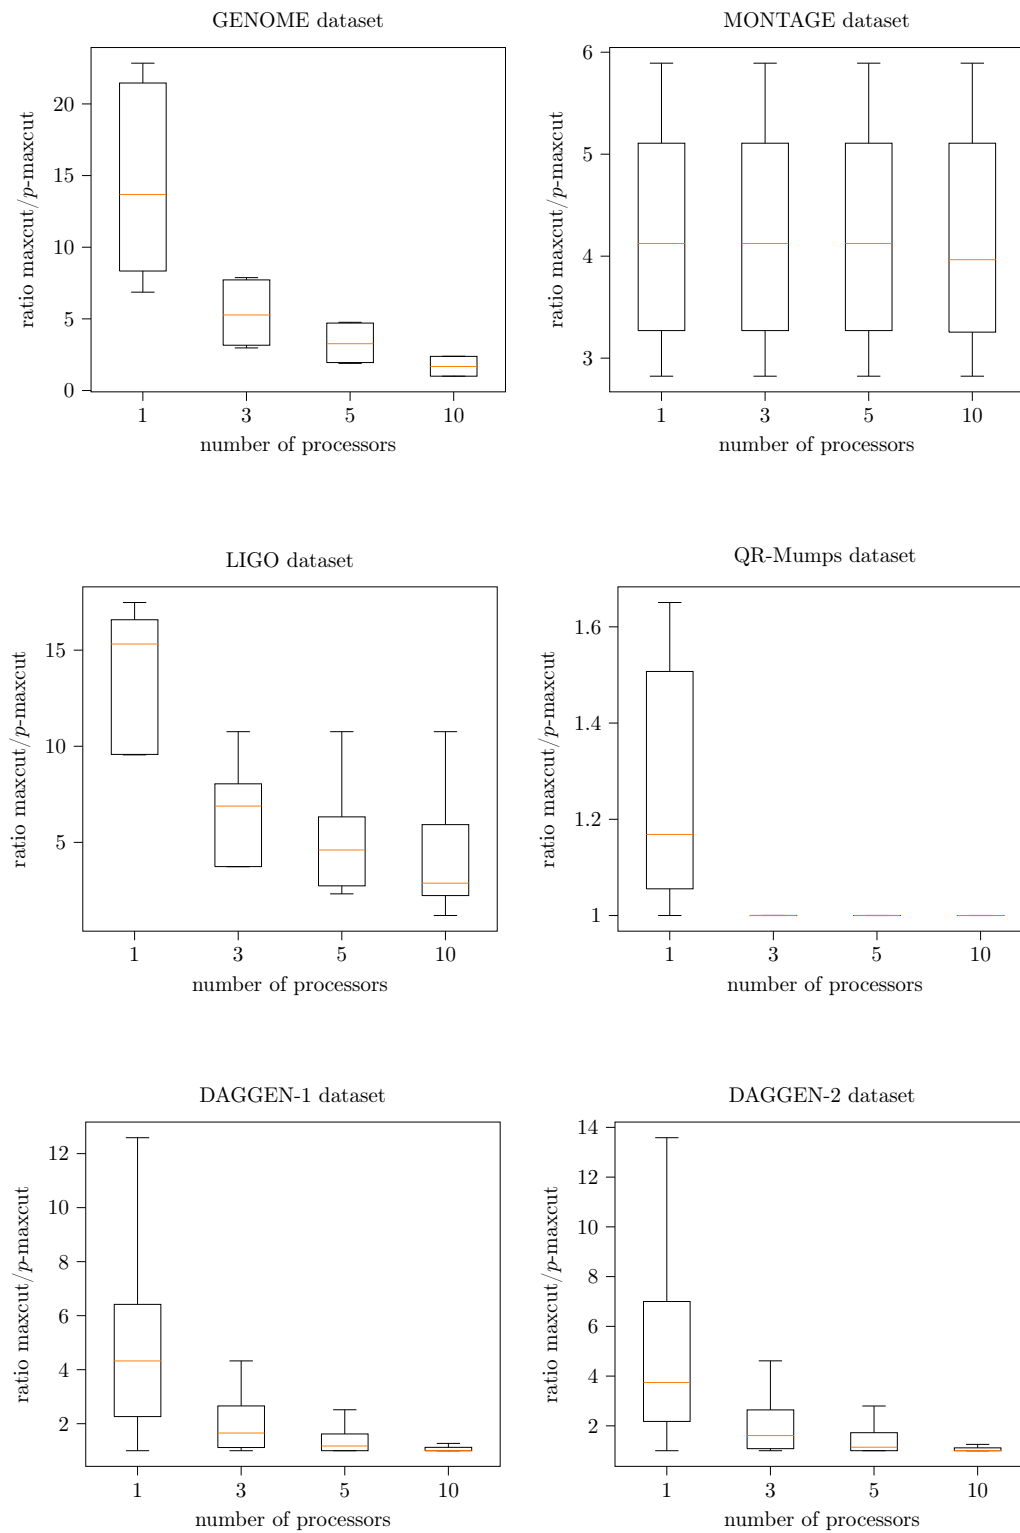 GENOME dataset
ratio maxcut/p-maxcut
20
15
10
5
0
1 3 5 10
number of processors
MONTAGE dataset
ratio maxcut/p-maxcut
6
5
4
3
1 3 5 10
number of processors
LIGO dataset
ratio maxcut/p-maxcut
15
10
5
1 3 5 10
number of processors
QR-Mumps dataset
ratio maxcut/p-maxcut
1.6
1.4
1.2
1
1 3 5 10
number of processors
DAGGEN-1 dataset
ratio maxcut/p-maxcut
12
10
8
6
4
2
1 3 5 10
number of processors
DAGGEN-2 dataset
ratio maxcut/p-maxcut
14
12
10
8
6
4
2
1 3 5 10
number of processors